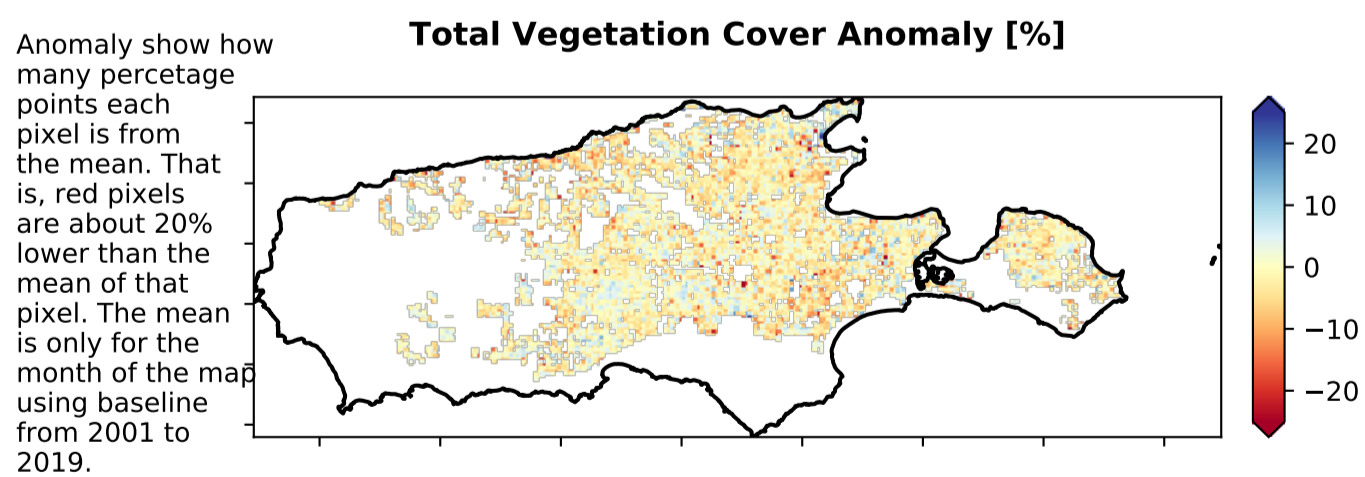 Total Vegetation Cover Anomaly [%]
Anomaly show how
many percetage
points each
pixel is from
the mean. That
is, red pixels
are about 20%
lower than the
mean of that
pixel. The mean
is only for the
month of the map
using baseline
from 2001 to
2019.
20
10
0
−10
−20